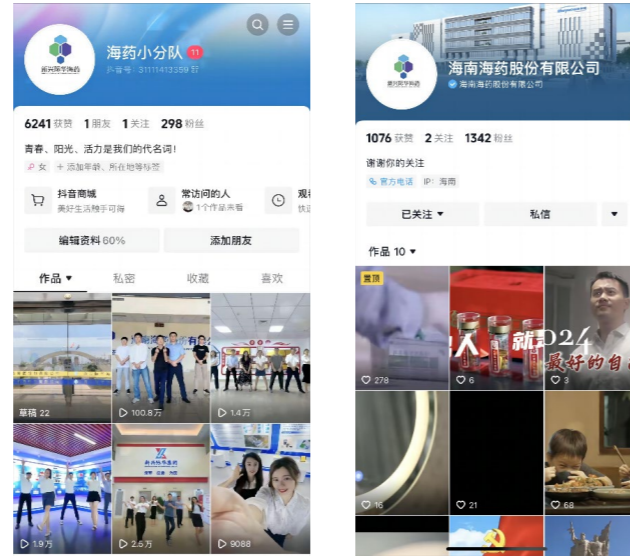 海药小分队 11
抖音号：31111413359
6241 获赞 1 朋友 1 关注 298 粉丝
青春、阳光、活力是我们的代名词！
女 + 添加年龄、所在地等标签
抖音商城
美好生活触手可得
常访问的人
1个作品未看
编辑资料 60%
添加朋友
作品 私密 收藏 喜欢
草稿 22
100.8万
1.4万
1.9万
2.5万
9088
海南海药股份有限公司
海南海药股份有限公司
1076 获赞 2 关注 1342 粉丝
谢谢你的关注
官方电话 IP：海南
已关注
私信
作品 10
置顶
人 就
2024
最好的自
278
6
3
16
21
68